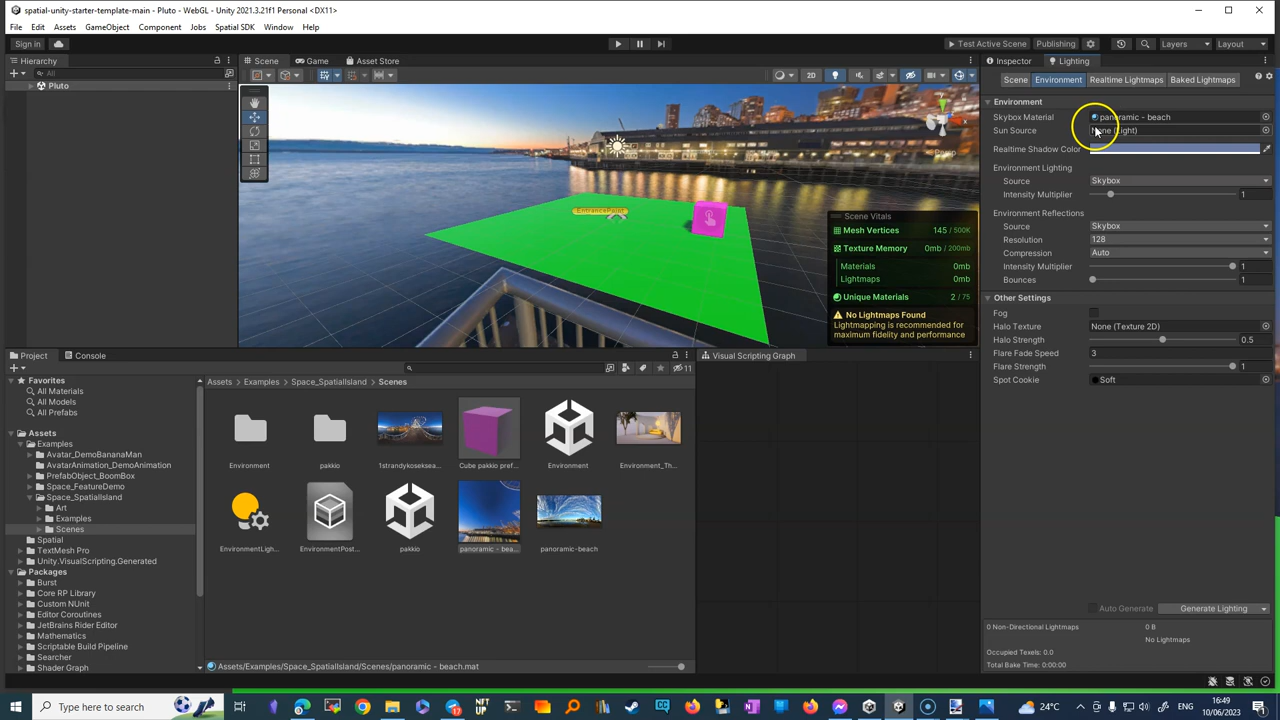 spatial-unity-starter-template-main - Pluto - WebGL - Unity 2021.3.21f1 Personal <DX11>
File Edit Assets GameObject Component Jobs Spatial SDK Window Help
Sign in Test Active Scene Publishing Layers Layout
Hierarchy Scene Game Asset Store Inspector Lighting
All 2D Scene Environment Realtime Lightmaps Baked Lightmaps
Pluto
Environment
Skybox Material panoramic - beach
Sun Source None (Light)
Realtime Shadow Color
Environment Lighting
Source Skybox
Intensity Multiplier 1
Environment Reflections
Source Skybox
Resolution 128
Compression Auto
Intensity Multiplier 1
Bounces 1
Other Settings
Fog
Halo Texture None (Texture 2D)
Halo Strength 0.5
Flare Fade Speed 3
Flare Strength 1
Spot Cookie Soft
Auto Generate Generate Lighting
0 Non-Directional Lightmaps 0 B
No Lightmaps
Occupied Texels: 0.0
Total Bake Time: 0:00:00
y
x
Persp
EntrancePoint
Scene Vitals
Mesh Vertices 145 / 500K
Texture Memory 0mb / 200mb
Materials 0mb
Lightmaps 0mb
Unique Materials 2 / 75
No Lightmaps Found
Lightmapping is recommended for
maximum fidelity and performance
Project Console Visual Scripting Graph
11
Favorites
All Materials
All Models
All Prefabs
Assets
Examples
Avatar_DemoBananaMan
AvatarAnimation_DemoAnimation
PrefabObject_BoomBox
Space_FeatureDemo
Space_SpatialIsland
Art
Examples
Scenes
Spatial
TextMesh Pro
Unity.VisualScripting.Generated
Packages
Burst
Core RP Library
Custom NUnit
Editor Coroutines
JetBrains Rider Editor
Mathematics
Scriptable Build Pipeline
Searcher
Shader Graph
Assets Examples Space_SpatialIsland Scenes
Environment pakkio 1strandykoseksea... Cube pakkio pref... Environment Environment_Th...
EnvironmentLigh... EnvironmentPost... pakkio panoramic - bea... panoramic-beach
Assets/Examples/Space_SpatialIsland/Scenes/panoramic - beach.mat
Type here to search
NFT
UP
17
24°C
16:49
10/06/2023